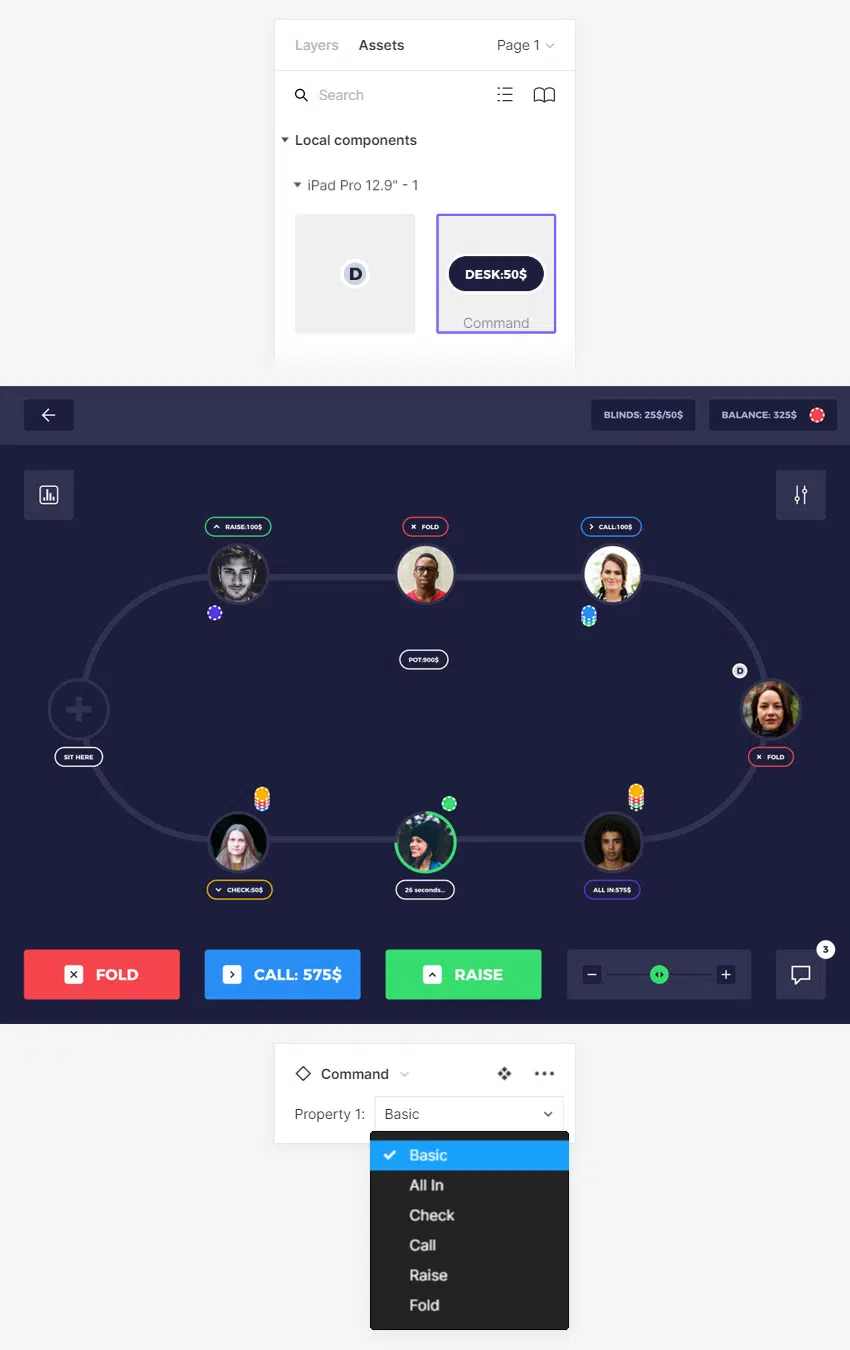 Layers Assets Page 1
Search
Local components
iPad Pro 12.9" - 1
D
DESK:50$
Command
BLINDS: 25$/50$ BALANCE: 325$
RAISE:100$ FOLD CALL:100$
POT:900$
D
SIT HERE FOLD
CHECK:50$ 26 seconds... ALL IN:575$
3
FOLD CALL: 575$ RAISE
Command
Property 1: Basic
Basic
All In
Check
Call
Raise
Fold